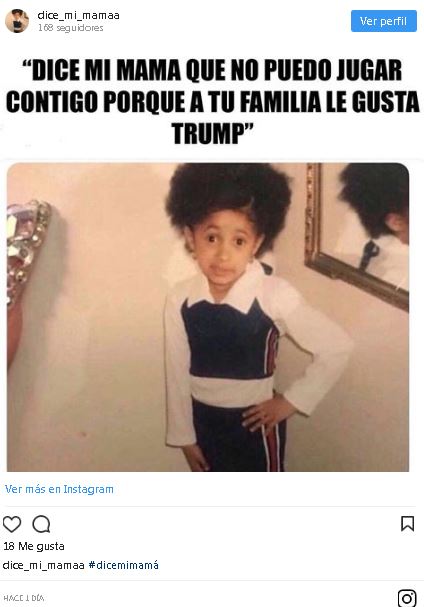 dice_mi_mamaa
168 seguidores
Ver perfil
“DICE MI MAMA QUE NO PUEDO JUGAR
CONTIGO PORQUE A TU FAMILIA LE GUSTA
TRUMP”
Ver más en Instagram
18 Me gusta
dice_mi_mamaa #dicemimamá
HACE 1 DÍA